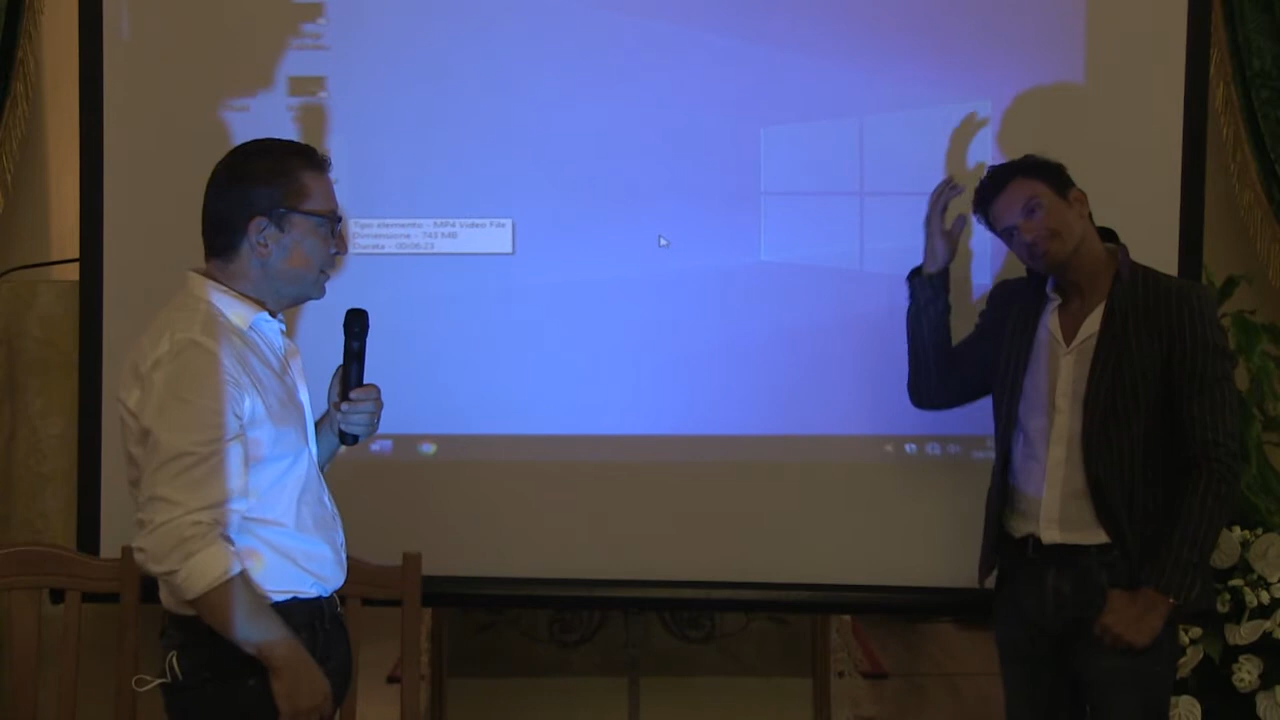 Tipo elemento - MP4 Video File
Dimensione - 743 MB
Durata - 00:06:23